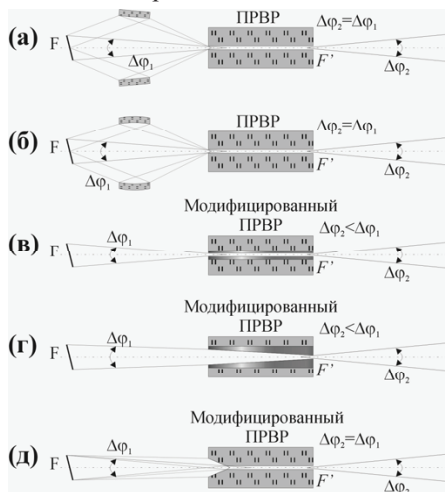 (а) F Δφ₁ ПРВР F' Δφ₂=Δφ₁ Δφ₂
(б) F Δφ₁ ПРВР F' Δφ₂=Δφ₁ Δφ₂
Модифицированный
(в) F Δφ₁ ПРВР F' Δφ₂<Δφ₁ Δφ₂
Модифицированный
(г) F Δφ₁ ПРВР F' Δφ₂<Δφ₁ Δφ₂
Модифицированный
(д) F Δφ₁ ПРВР F' Δφ₂=Δφ₁ Δφ₂